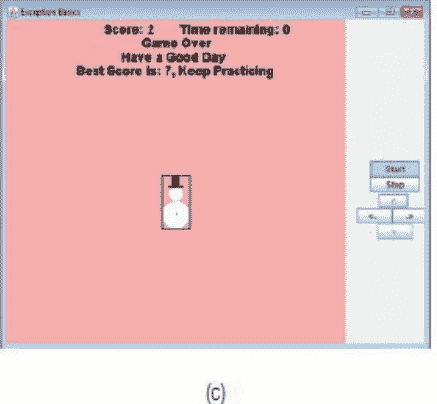 Exception Basics
Score: 2 Time remaining: 0
Game Over
Have a Good Day
Best Score is: 7, Keep Practicing
Start
Stop
(c)